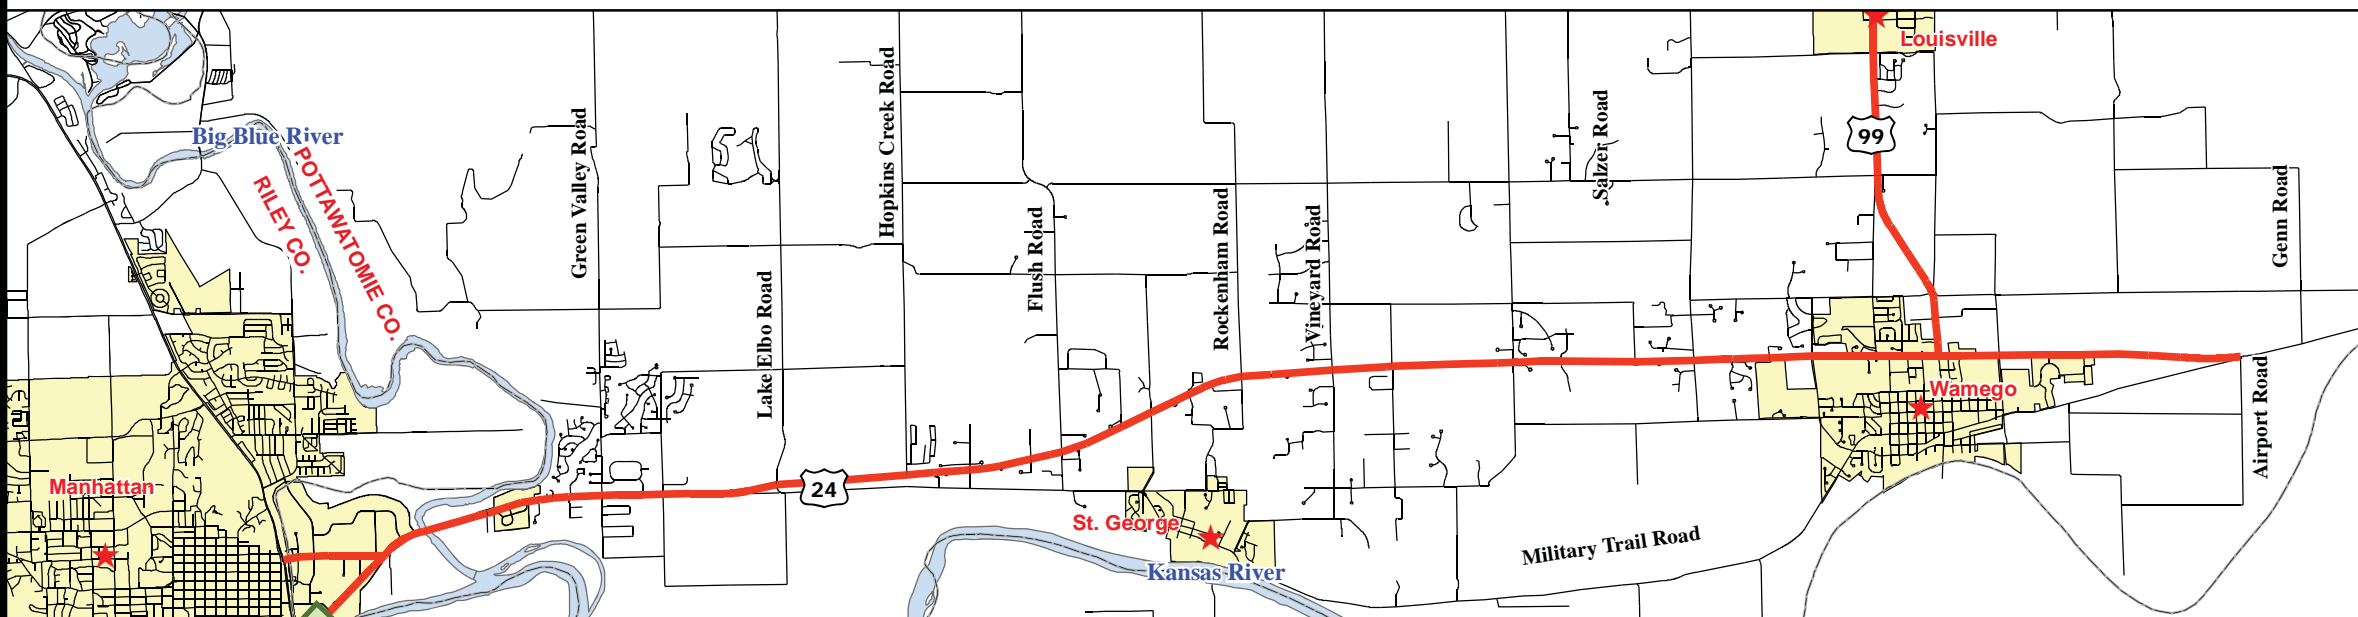 Louisville
99
Big Blue River
POTTAWATOMIE CO.
RILEY CO.
Green Valley Road
Hopkins Creek Road
Salzer Road
Genn Road
Flush Road
Rockenham Road
Vineyard Road
Lake Elbo Road
Wamego
Airport Road
Manhattan
24
St. George
Military Trail Road
Kansas River